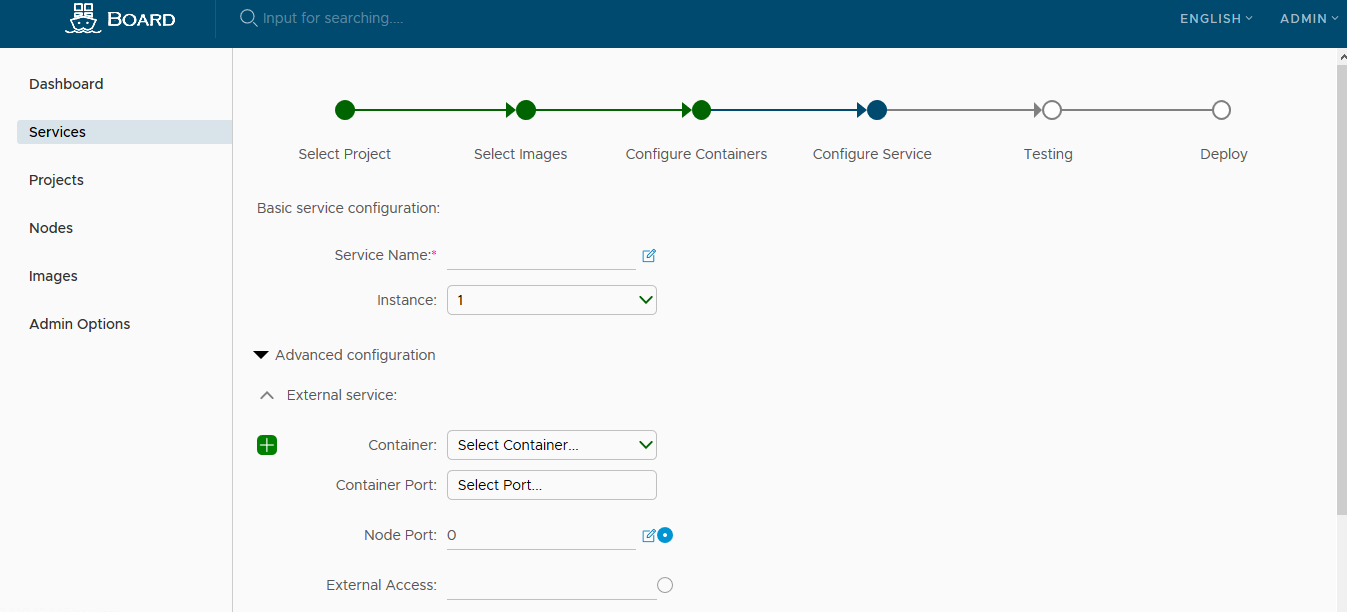 BOARD
Input for searching....
ENGLISH
ADMIN
Dashboard
Services
Projects
Nodes
Images
Admin Options
Select Project
Select Images
Configure Containers
Configure Service
Testing
Deploy
Basic service configuration:
Service Name:*
Instance: 1
Advanced configuration
External service:
Container: Select Container...
Container Port: Select Port...
Node Port: 0
External Access: